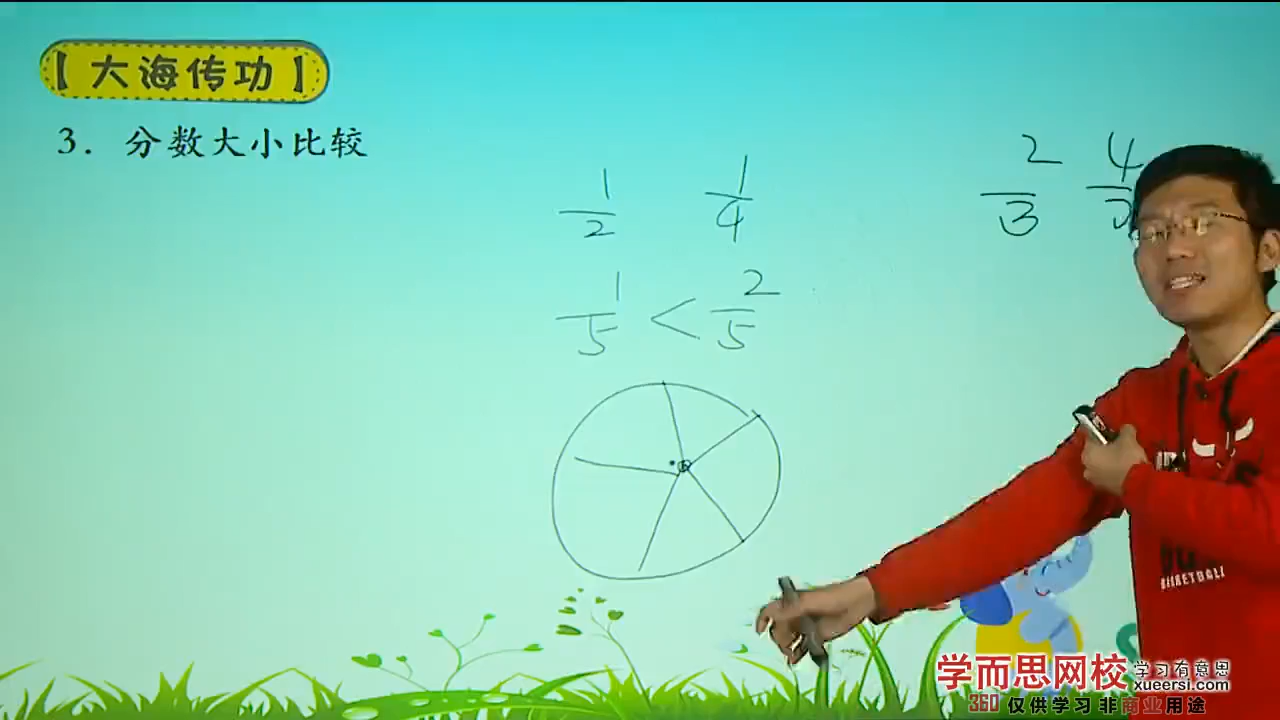 【大海传功】
3. 分数大小比较
1/2 1/4
2/3
1/5 < 2/5
BASKETBALL
学而思网校 学习有意思
xueersi.com
360 仅供学习 非商业用途